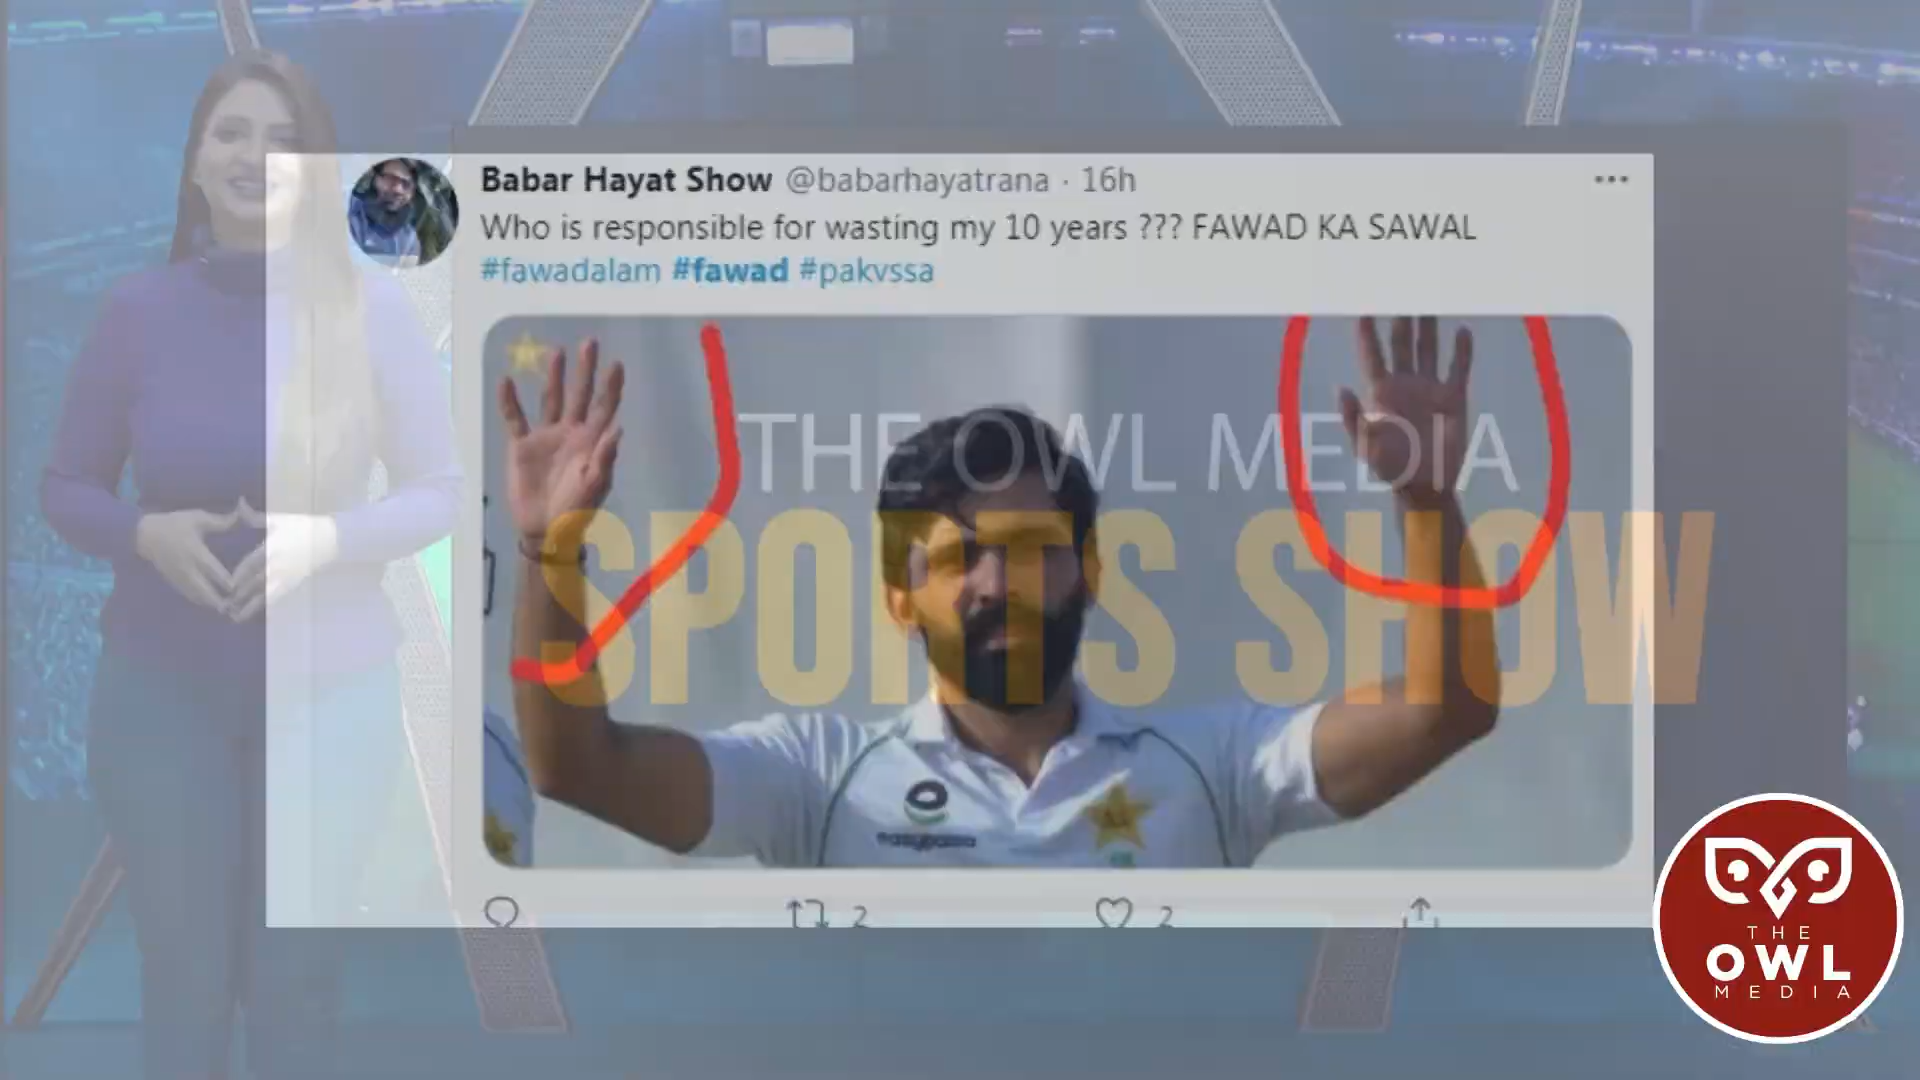 Babar Hayat Show @babarhayatrana · 16h
Who is responsible for wasting my 10 years ??? FAWAD KA SAWAL
#fawadalam #fawad #pakvssa
THE OWL MEDIA
SPORTS SHOW
2
2
THE
OWL
MEDIA